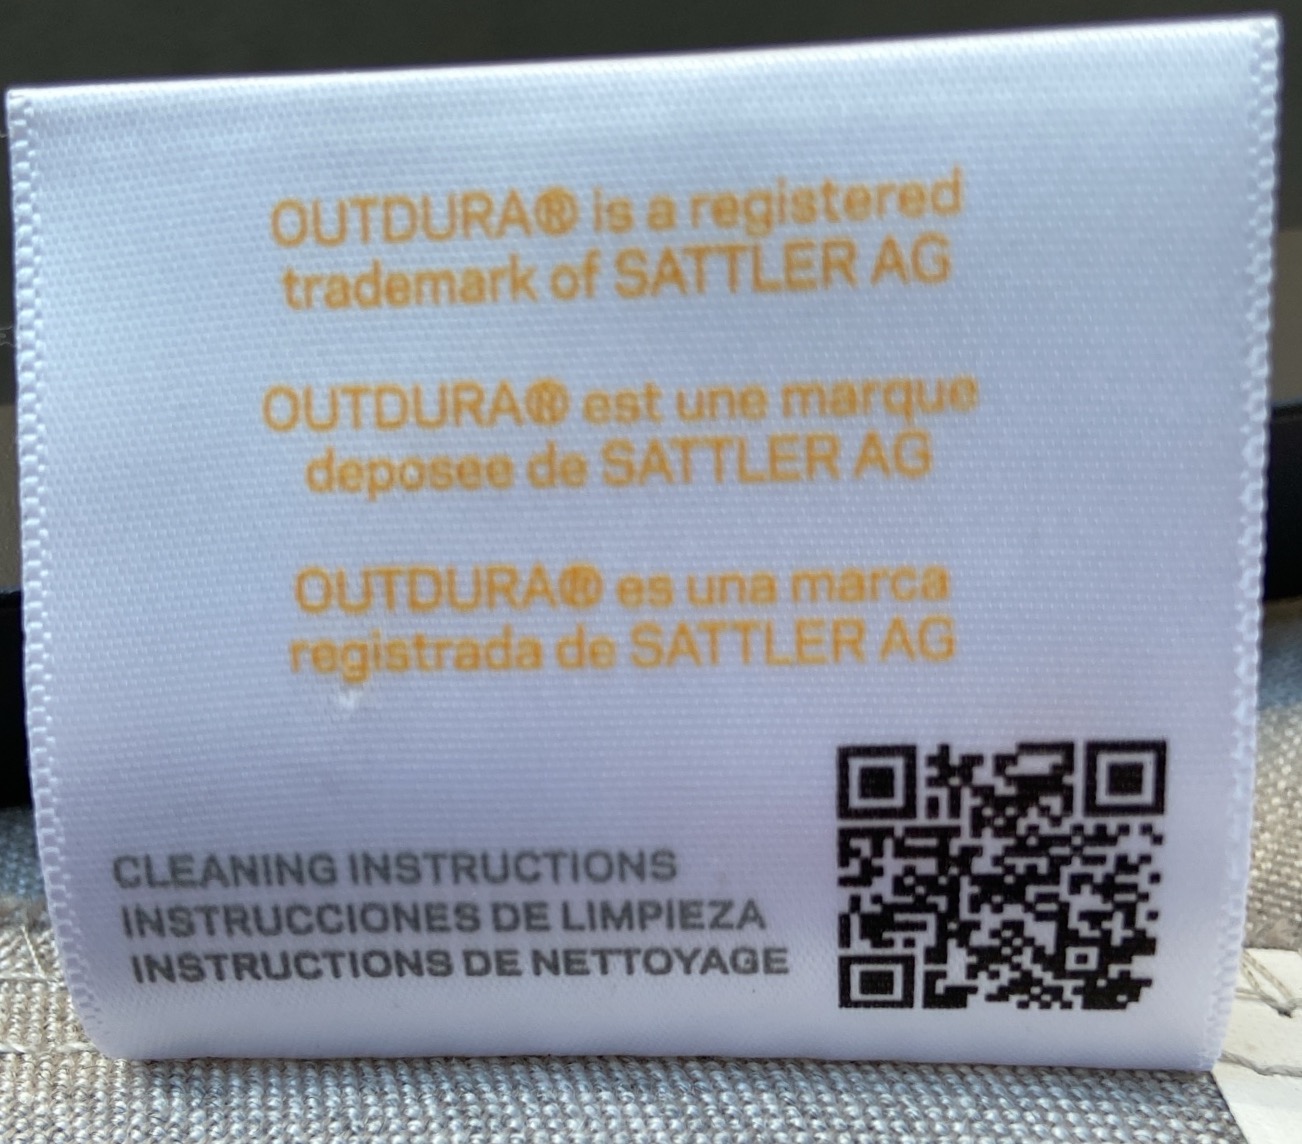 OUTDURA® is a registered
trademark of SATTLER AG
OUTDURA® est une marque
deposee de SATTLER AG
OUTDURA® es una marca
registrada de SATTLER AG
CLEANING INSTRUCTIONS
INSTRUCCIONES DE LIMPIEZA
INSTRUCTIONS DE NETTOYAGE